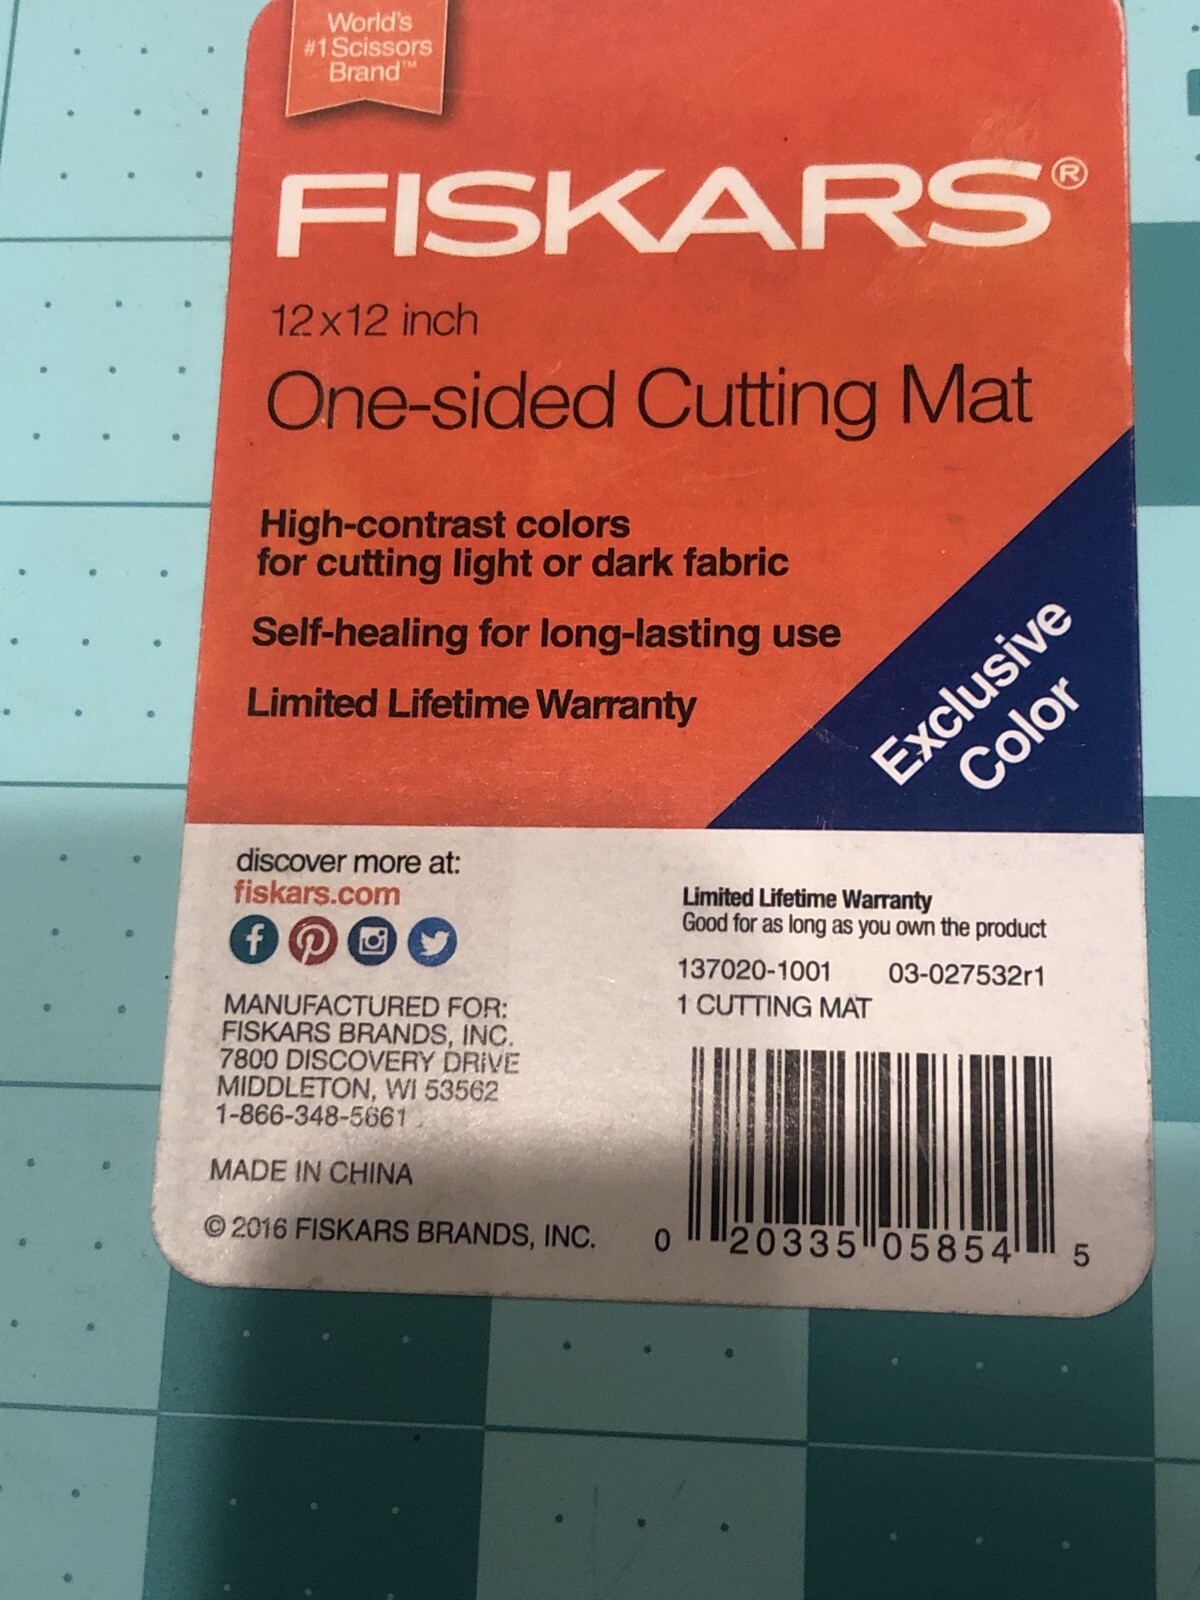 World's
#1 Scissors
Brand™
FISKARS®
12x12 inch
One-sided Cutting Mat
High-contrast colors
for cutting light or dark fabric
Self-healing for long-lasting use
Limited Lifetime Warranty
Exclusive
Color
discover more at:
fiskars.com
MANUFACTURED FOR:
FISKARS BRANDS, INC.
7800 DISCOVERY DRIVE
MIDDLETON, WI 53562
1-866-348-5661
MADE IN CHINA
© 2016 FISKARS BRANDS, INC.
Limited Lifetime Warranty
Good for as long as you own the product
137020-1001 03-027532r1
1 CUTTING MAT
0 20335 05854 5